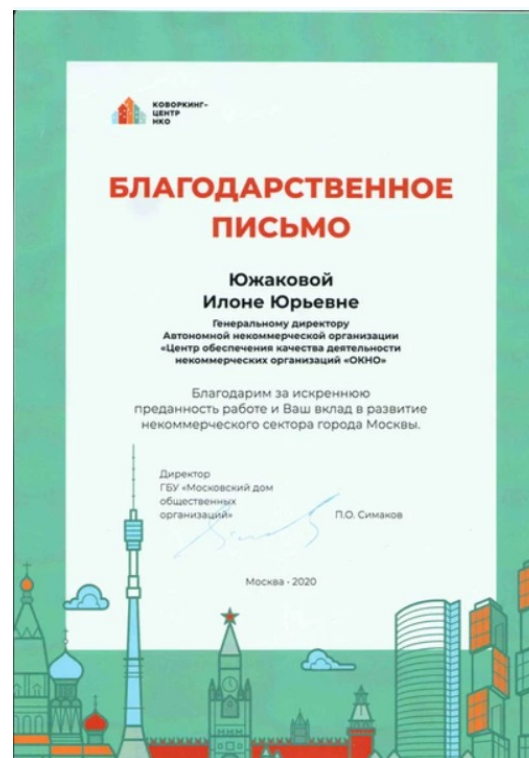 КОВОРКИНГ-
ЦЕНТР
НКО
БЛАГОДАРСТВЕННОЕ
ПИСЬМО
Южаковой
Илоне Юрьевне
Генеральному директору
Автономной некоммерческой организации
«Центр обеспечения качества деятельности
некоммерческих организаций «ОКНО»
Благодарим за искреннюю
преданность работе и Ваш вклад в развитие
некоммерческого сектора города Москвы.
Директор
ГБУ «Московский дом
общественных
организаций»
П.О. Симаков
Москва - 2020